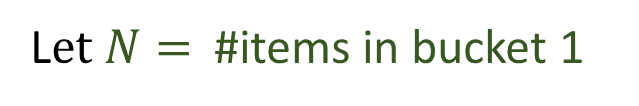 Let N = #items in bucket 1